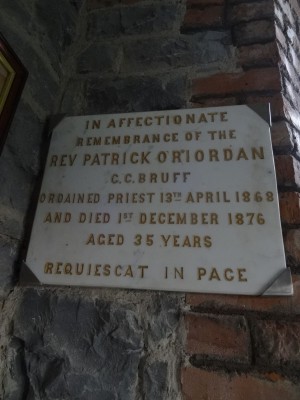 IN AFFECTIONATE
REMEMBRANCE OF THE
REV PATRICK O'RIORDAN
C.C. BRUFF
ORDAINED PRIEST 13TH APRIL 1868
AND DIED 1ST DECEMBER 1876
AGED 35 YEARS
REQUIESCAT IN PACE